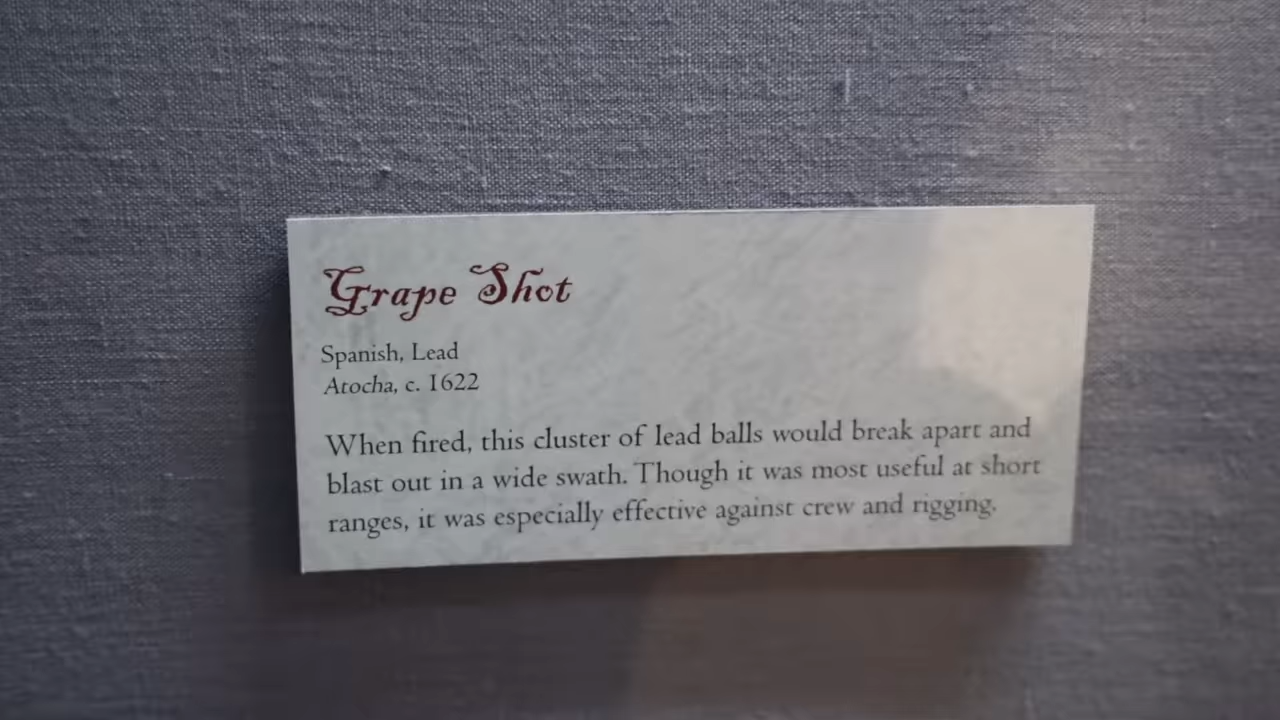 Grape Shot
Spanish, Lead
Atocha, c. 1622
When fired, this cluster of lead balls would break apart and
blast out in a wide swath. Though it was most useful at short
ranges, it was especially effective against crew and rigging.